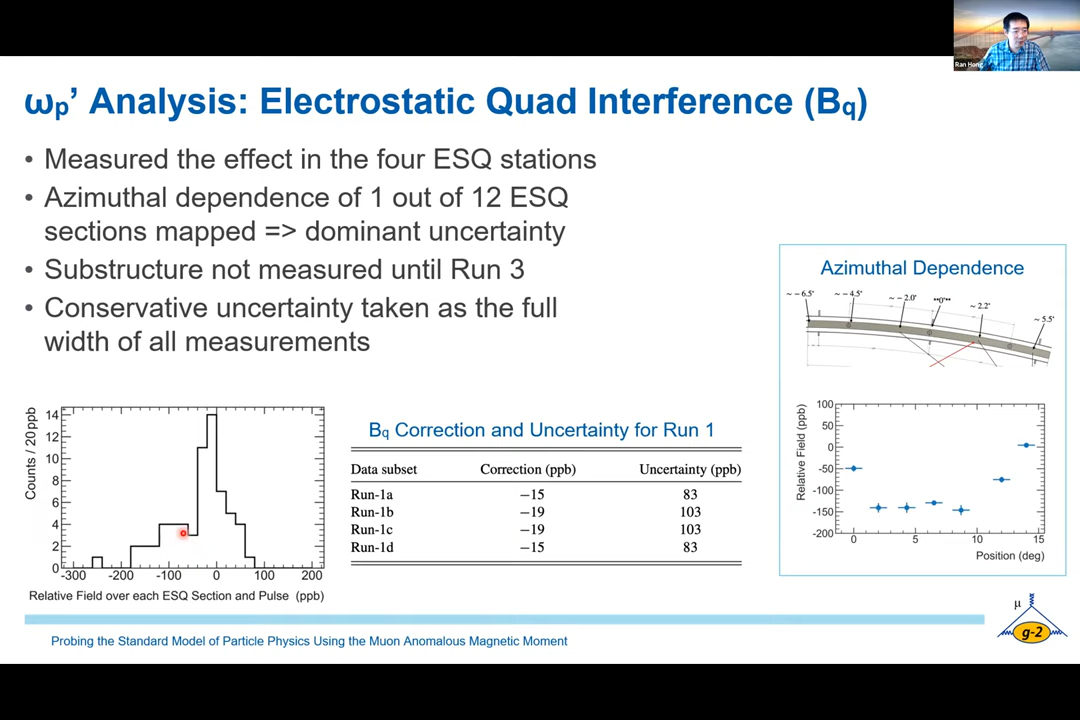 Ran Hong
ωp’ Analysis: Electrostatic Quad Interference (Bq)
• Measured the effect in the four ESQ stations
• Azimuthal dependence of 1 out of 12 ESQ
sections mapped => dominant uncertainty
• Substructure not measured until Run 3
• Conservative uncertainty taken as the full
width of all measurements
Counts / 20 ppb
14
12
10
8
6
4
2
0
-300 -200 -100 0 100 200
Relative Field over each ESQ Section and Pulse (ppb)
Bq Correction and Uncertainty for Run 1
Data subset Correction (ppb) Uncertainty (ppb)
Run-1a −15 83
Run-1b −19 103
Run-1c −19 103
Run-1d −15 83
Azimuthal Dependence
~ – 6.5° ~ – 4.5° ~ – 2.0° **0°** ~ 2.2° ~ 5.5°
Relative Field (ppb)
100
50
0
-50
-100
-150
-200
0 5 10 15
Position (deg)
μ
g-2
Probing the Standard Model of Particle Physics Using the Muon Anomalous Magnetic Moment